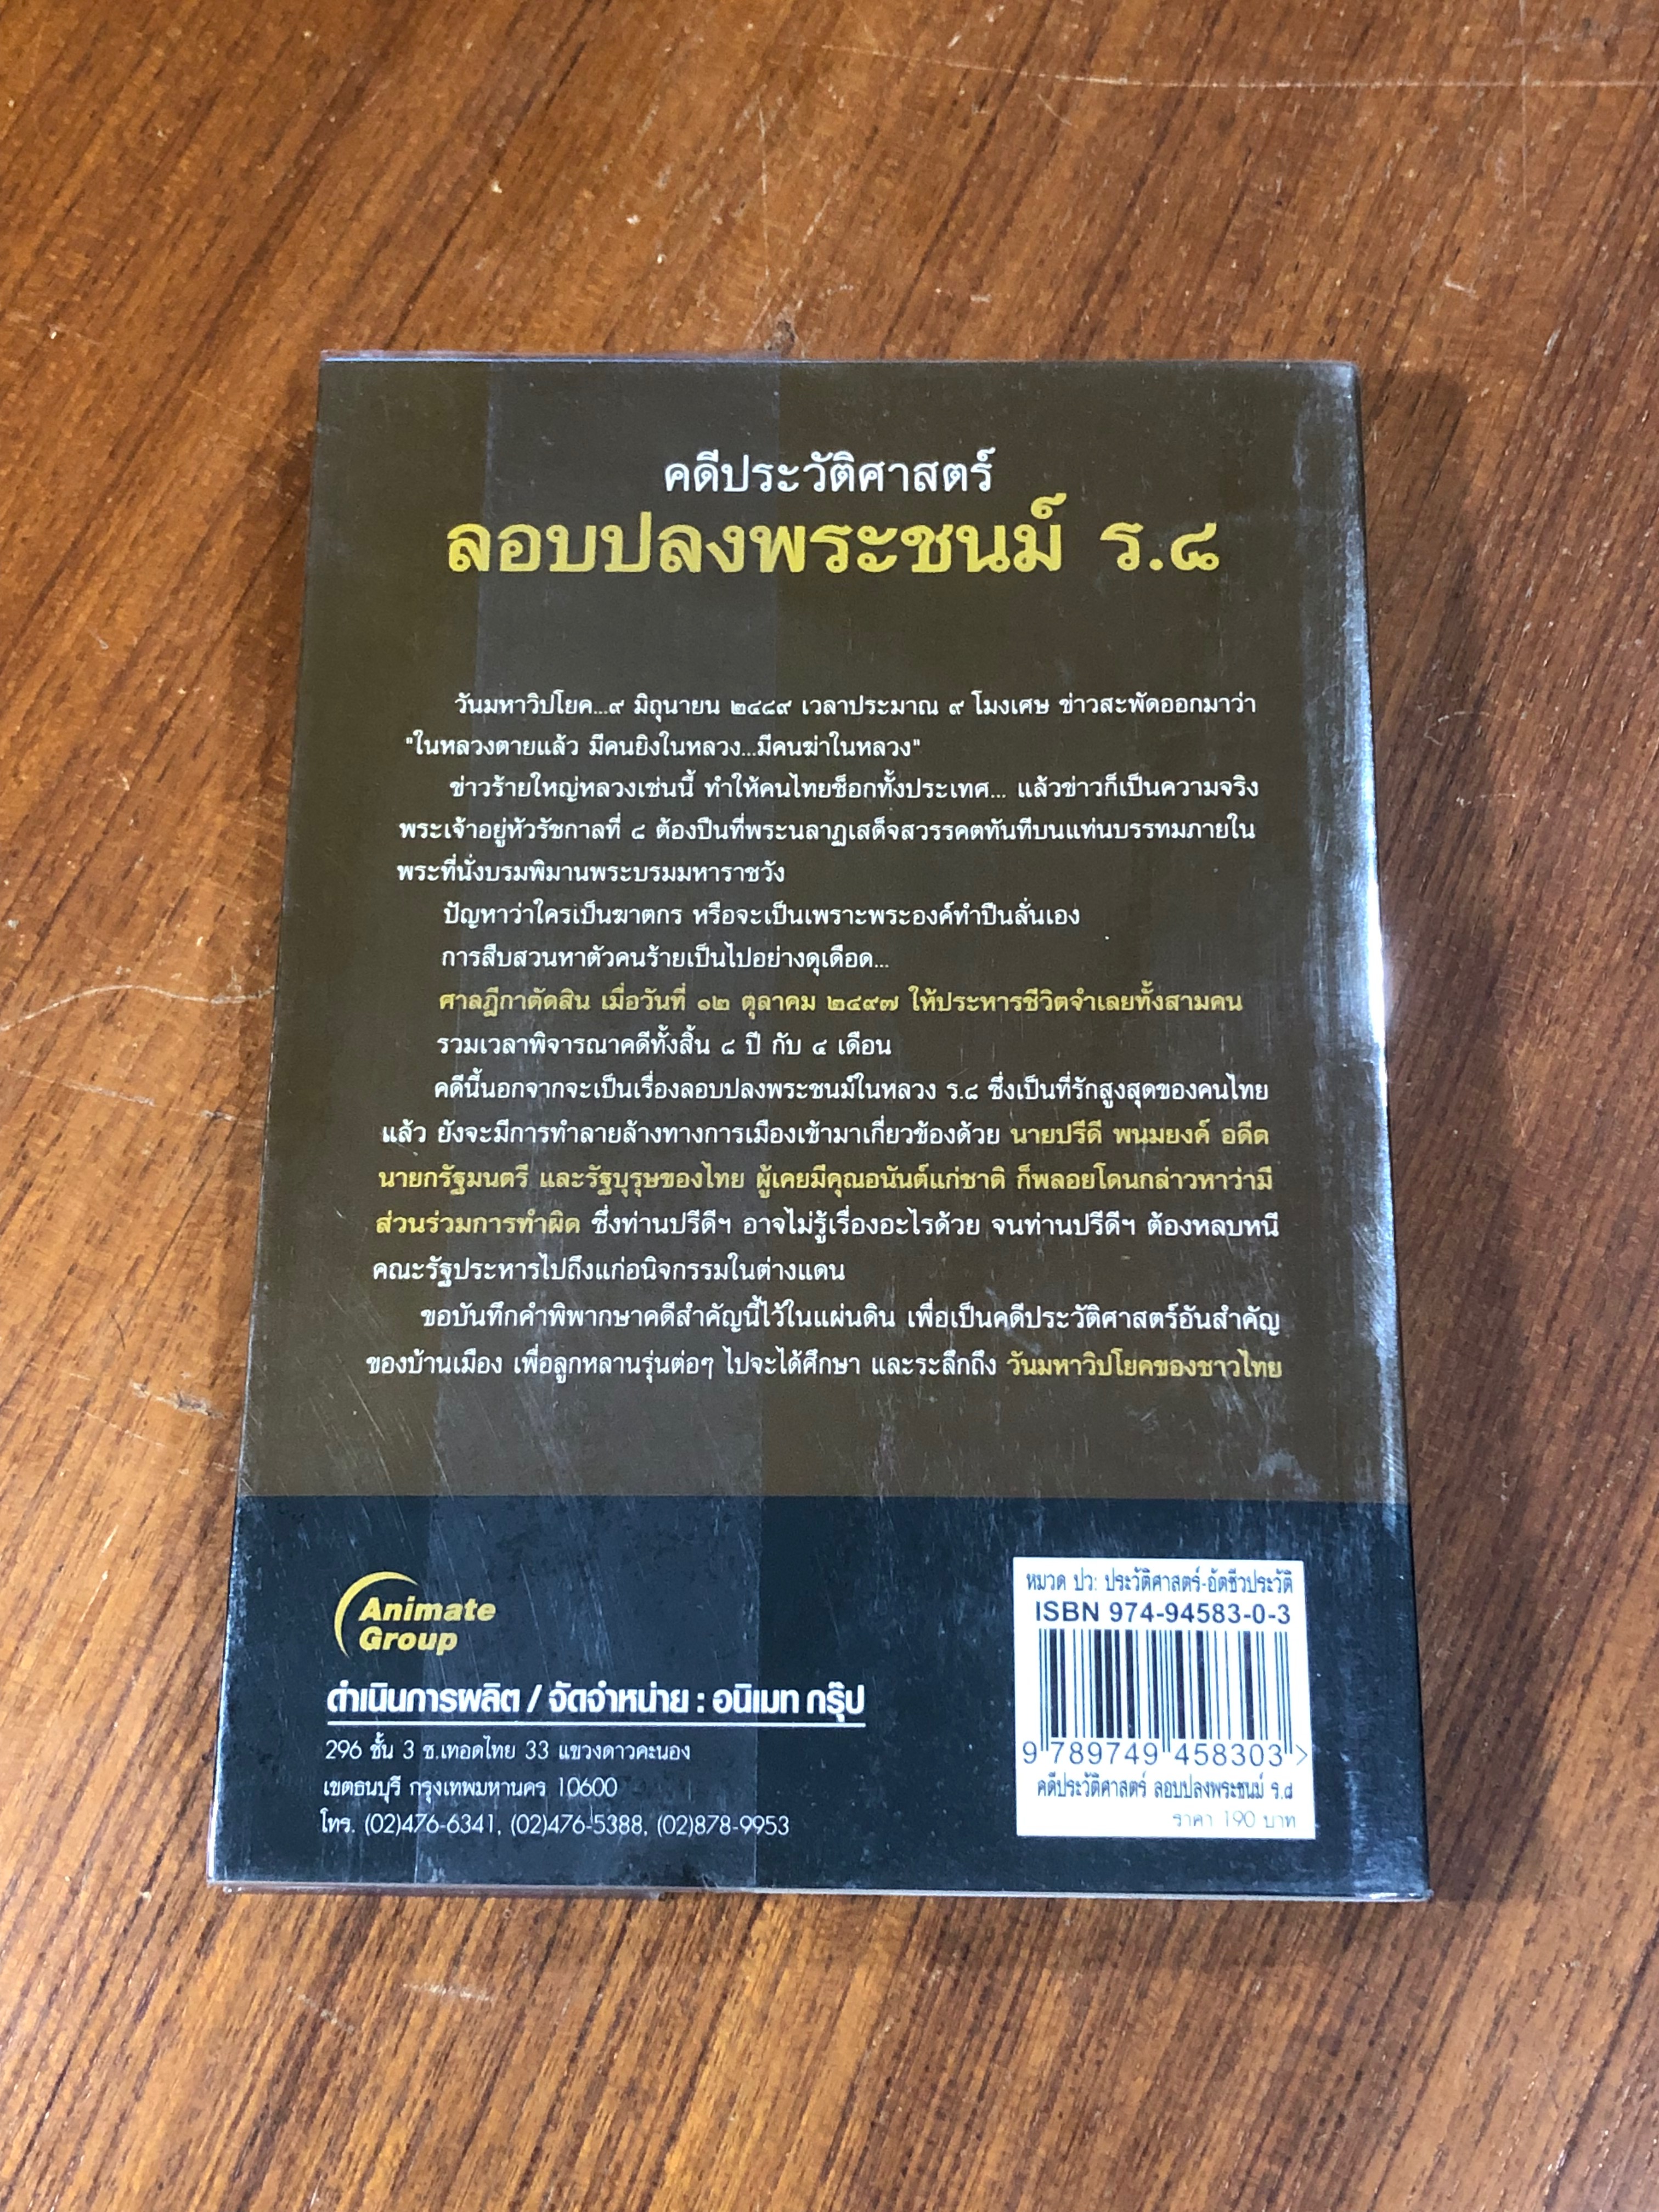 คดีประวัติศาสตร์
ลอบปลงพระชนม์ ร.๘
วันมหาวิปโยค...๙ มิถุนายน ๒๔๘๙ เวลาประมาณ ๙ โมงเศษ ข่าวสะพัดออกมาว่า
"ในหลวงตายแล้ว มีคนยิงในหลวง...มีคนฆ่าในหลวง"
ข่าวร้ายใหญ่หลวงเช่นนี้ ทำให้คนไทยช็อกทั้งประเทศ... แล้วข่าวก็เป็นความจริง
พระเจ้าอยู่หัวรัชกาลที่ ๘ ต้องปืนที่พระนลาฏเสด็จสวรรคตทันทีบนแท่นบรรทมภายใน
พระที่นั่งบรมพิมานพระบรมมหาราชวัง
ปัญหาว่าใครเป็นฆาตกร หรือจะเป็นเพราะพระองค์ทำปืนลั่นเอง
การสืบสวนหาตัวคนร้ายเป็นไปอย่างดุเดือด...
ศาลฎีกาตัดสิน เมื่อวันที่ ๑๒ ตุลาคม ๒๔๙๗ ให้ประหารชีวิตจำเลยทั้งสามคน
รวมเวลาพิจารณาคดีทั้งสิ้น ๘ ปี กับ ๔ เดือน
คดีนี้นอกจากจะเป็นเรื่องลอบปลงพระชนม์ในหลวง ร.๘ ซึ่งเป็นที่รักสูงสุดของคนไทย
แล้ว ยังจะมีการทำลายล้างทางการเมืองเข้ามาเกี่ยวข้องด้วย นายปรีดี พนมยงค์ อดีต
นายกรัฐมนตรี และรัฐบุรุษของไทย ผู้เคยมีคุณอนันต์แก่ชาติ ก็พลอยโดนกล่าวหาว่ามี
ส่วนร่วมการทำผิด ซึ่งท่านปรีดีฯ อาจไม่รู้เรื่องอะไรด้วย จนท่านปรีดีฯ ต้องหลบหนี
คณะรัฐประหารไปถึงแก่อนิจกรรมในต่างแดน
ขอบันทึกคำพิพากษาคดีสำคัญนี้ไว้ในแผ่นดิน เพื่อเป็นคดีประวัติศาสตร์อันสำคัญ
ของบ้านเมือง เพื่อลูกหลานรุ่นต่อๆ ไปจะได้ศึกษา และระลึกถึง วันมหาวิปโยคของชาวไทย
Animate
Group
ดำเนินการผลิต / จัดจำหน่าย : อนิเมท กรุ๊ป
296 ชั้น 3 ซ.เทอดไทย 33 แขวงดาวคะนอง
เขตธนบุรี กรุงเทพมหานคร 10600
โทร. (02)476-6341, (02)476-5388, (02)878-9953
หมวด ปว: ประวัติศาสตร์-อัตชีวประวัติ
ISBN 974-94583-0-3
9 789749 458303 >
คดีประวัติศาสตร์ ลอบปลงพระชนม์ ร.๘
ราคา 190 บาท